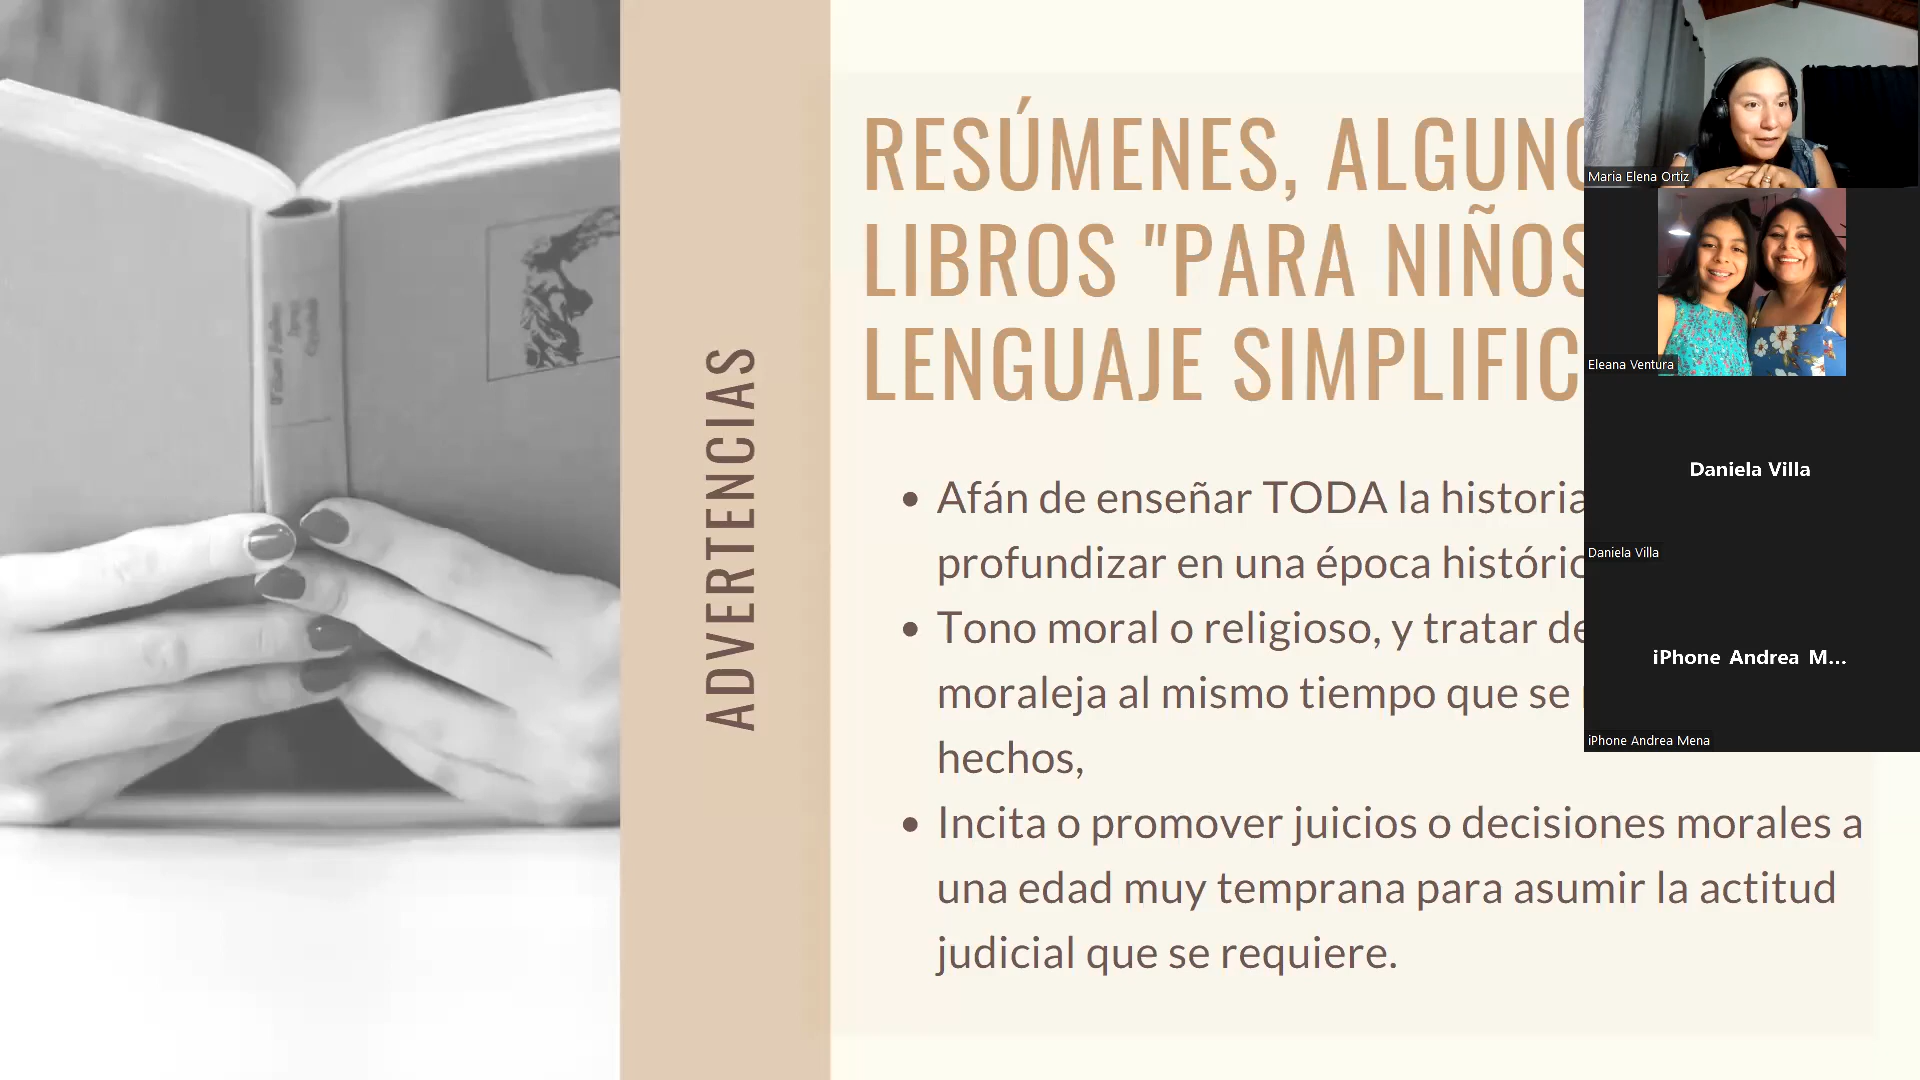 ADVERTENCIAS
RESÚMENES, ALGUNO
LIBROS "PARA NIÑOS
LENGUAJE SIMPLIFIC
• Afán de enseñar TODA la historia
profundizar en una época históric
• Tono moral o religioso, y tratar de
moraleja al mismo tiempo que se
hechos,
• Incita o promover juicios o decisiones morales a
una edad muy temprana para asumir la actitud
judicial que se requiere.
Maria Elena Ortiz
Eleana Ventura
Daniela Villa
Daniela Villa
iPhone Andrea M...
iPhone Andrea Mena